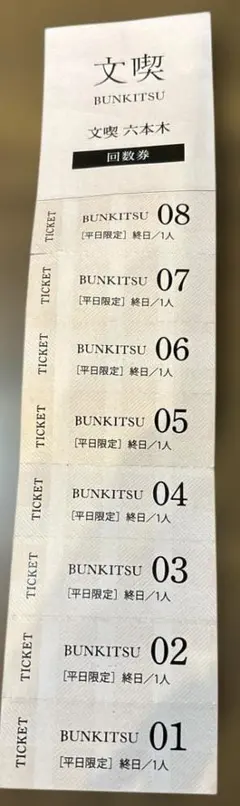 文喫
BUNKITSU
文喫 六本木
回数券
TICKET
BUNKITSU 08
［平日限定］終日／1人
TICKET
BUNKITSU 07
［平日限定］終日／1人
TICKET
BUNKITSU 06
［平日限定］終日／1人
TICKET
BUNKITSU 05
［平日限定］終日／1人
TICKET
BUNKITSU 04
［平日限定］終日／1人
TICKET
BUNKITSU 03
［平日限定］終日／1人
TICKET
BUNKITSU 02
［平日限定］終日／1人
TICKET
BUNKITSU 01
［平日限定］終日／1人